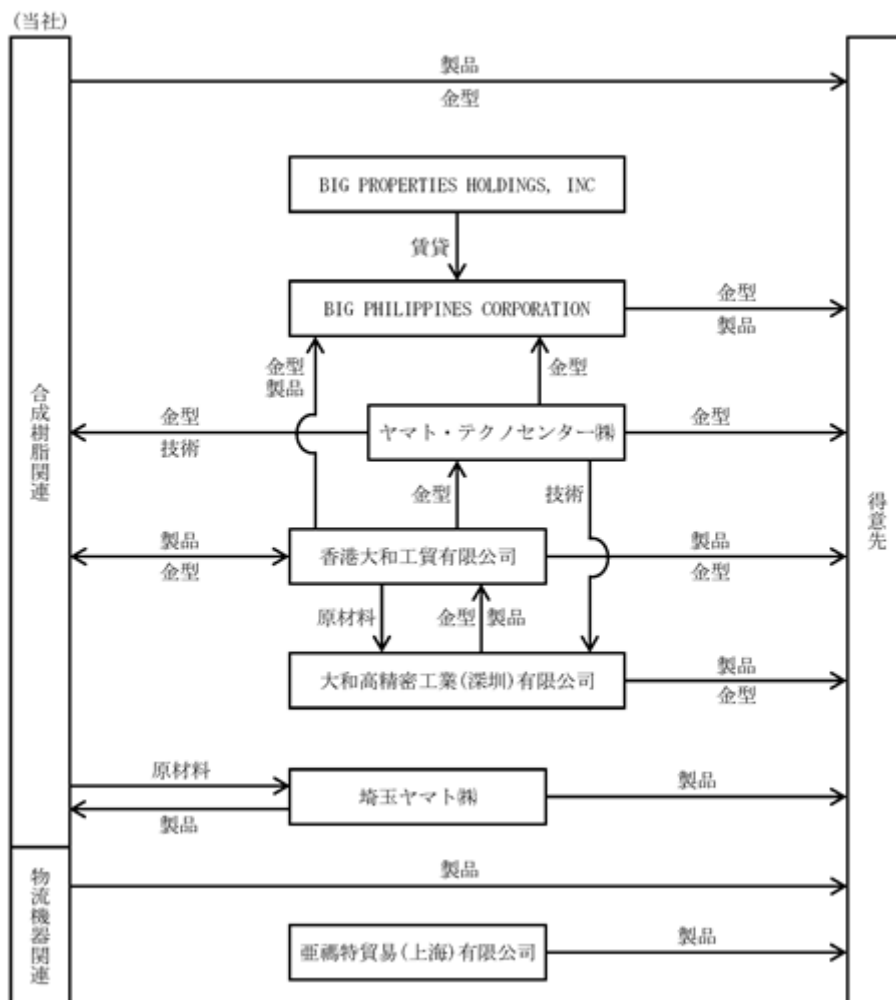 (当社)
製品
金型
BIG PROPERTIES HOLDINGS, INC
賃貸
BIG PHILIPPINES CORPORATION
金型
製品
金型
製品
金型
合成樹脂関連
金型
技術
ヤマト・テクノセンター㈱
金型
得意先
金型
技術
製品
金型
香港大和工貿有限公司
製品
金型
原材料
金型
製品
大和高精密工業(深圳)有限公司
製品
金型
原材料
製品
埼玉ヤマト㈱
製品
物流機器関連
製品
亜禡特貿易(上海)有限公司
製品